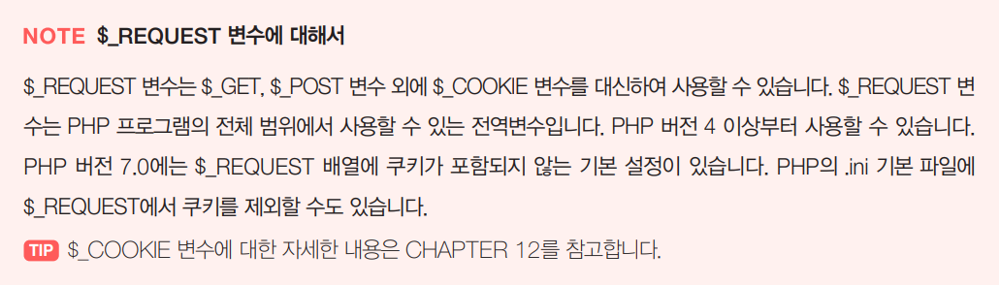 NOTE $_REQUEST 변수에 대해서
$_REQUEST 변수는 $_GET, $_POST 변수 외에 $_COOKIE 변수를 대신하여 사용할 수 있습니다. $_REQUEST 변
수는 PHP 프로그램의 전체 범위에서 사용할 수 있는 전역변수입니다. PHP 버전 4 이상부터 사용할 수 있습니다.
PHP 버전 7.0에는 $_REQUEST 배열에 쿠키가 포함되지 않는 기본 설정이 있습니다. PHP의 .ini 기본 파일에
$_REQUEST에서 쿠키를 제외할 수도 있습니다.
TIP $_COOKIE 변수에 대한 자세한 내용은 CHAPTER 12를 참고합니다.